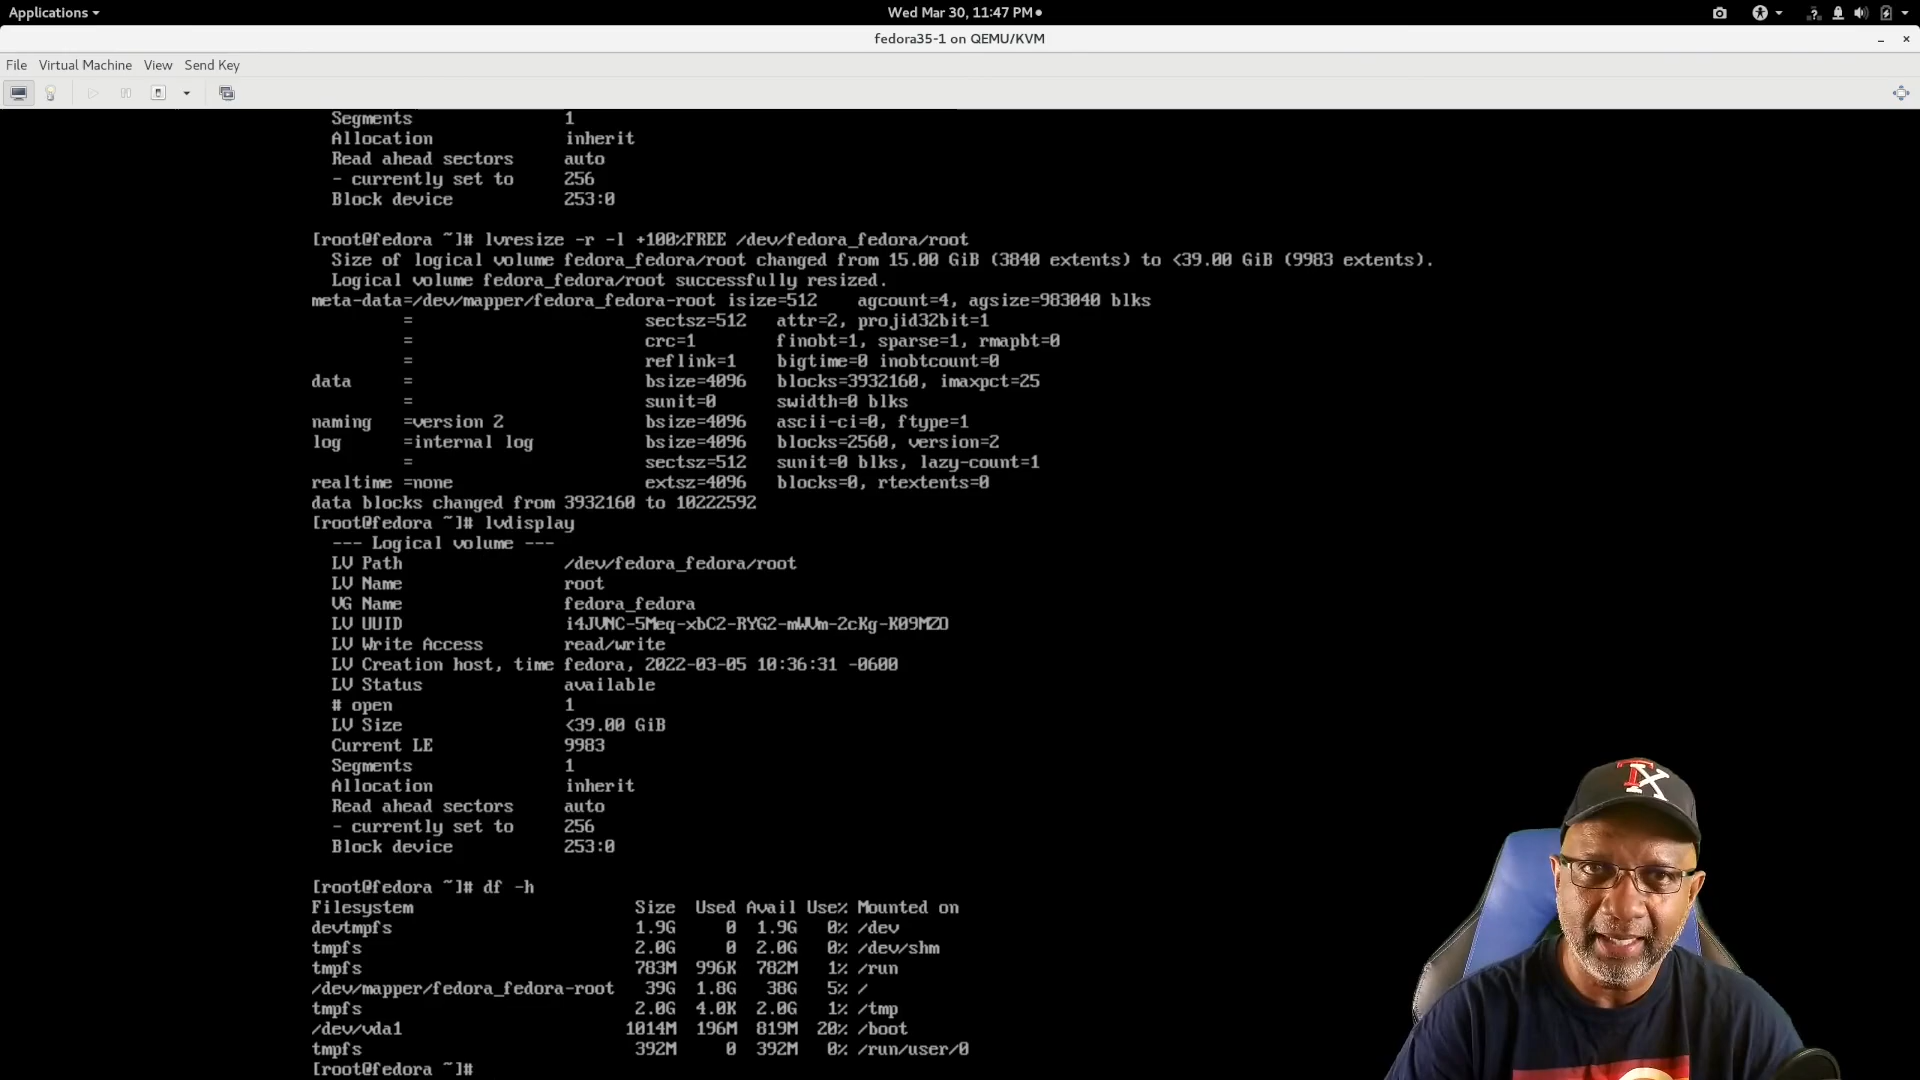 Applications
Wed Mar 30, 11:47 PM
fedora35-1 on QEMU/KVM
File Virtual Machine View Send Key
Segments 1
Allocation inherit
Read ahead sectors auto
- currently set to 256
Block device 253:0
[root@fedora ~]# lvresize -r -l +100%FREE /dev/fedora_fedora/root
Size of logical volume fedora_fedora/root changed from 15.00 GiB (3840 extents) to <39.00 GiB (9983 extents).
Logical volume fedora_fedora/root successfully resized.
meta-data=/dev/mapper/fedora_fedora-root isize=512 agcount=4, agsize=983040 blks
= sectsz=512 attr=2, projid32bit=1
= crc=1 finobt=1, sparse=1, rmapbt=0
= reflink=1 bigtime=0 inobtcount=0
data = bsize=4096 blocks=3932160, imaxpct=25
= sunit=0 swidth=0 blks
naming =version 2 bsize=4096 ascii-ci=0, ftype=1
log =internal log bsize=4096 blocks=2560, version=2
= sectsz=512 sunit=0 blks, lazy-count=1
realtime =none extsz=4096 blocks=0, rtextents=0
data blocks changed from 3932160 to 10222592
[root@fedora ~]# lvdisplay
--- Logical volume ---
LV Path /dev/fedora_fedora/root
LV Name root
VG Name fedora_fedora
LV UUID i4JVNC-5Meq-xbC2-RYG2-mWVm-2cKg-K09MZO
LV Write Access read/write
LV Creation host, time fedora, 2022-03-05 10:36:31 -0600
LV Status available
# open 1
LV Size <39.00 GiB
Current LE 9983
Segments 1
Allocation inherit
Read ahead sectors auto
- currently set to 256
Block device 253:0
[root@fedora ~]# df -h
Filesystem Size Used Avail Use% Mounted on
devtmpfs 1.9G 0 1.9G 0% /dev
tmpfs 2.0G 0 2.0G 0% /dev/shm
tmpfs 783M 996K 782M 1% /run
/dev/mapper/fedora_fedora-root 39G 1.8G 38G 5% /
tmpfs 2.0G 4.0K 2.0G 1% /tmp
/dev/vda1 1014M 196M 819M 20% /boot
tmpfs 392M 0 392M 0% /run/user/0
[root@fedora ~]#
TX